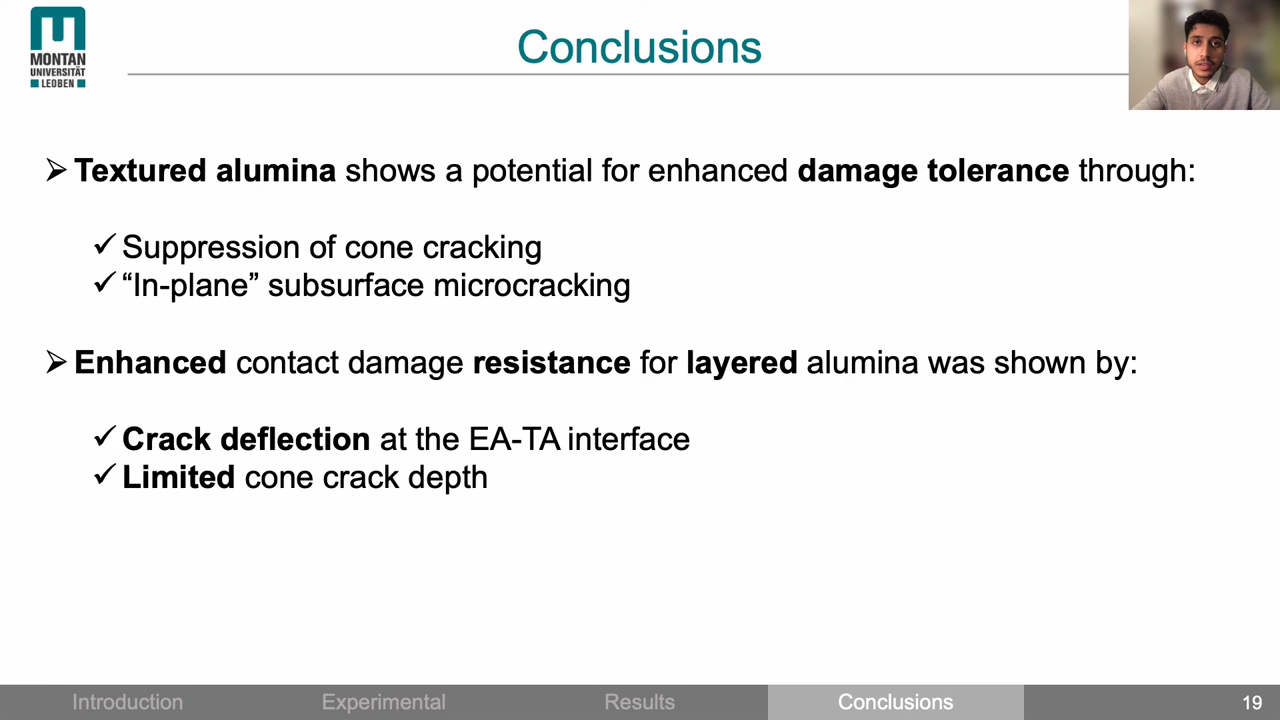 Conclusions
MONTAN
UNIVERSITÄT
LEOBEN
➢ Textured alumina shows a potential for enhanced damage tolerance through:
✓ Suppression of cone cracking
✓ “In-plane” subsurface microcracking
➢ Enhanced contact damage resistance for layered alumina was shown by:
✓ Crack deflection at the EA-TA interface
✓ Limited cone crack depth
Introduction Experimental Results Conclusions 19